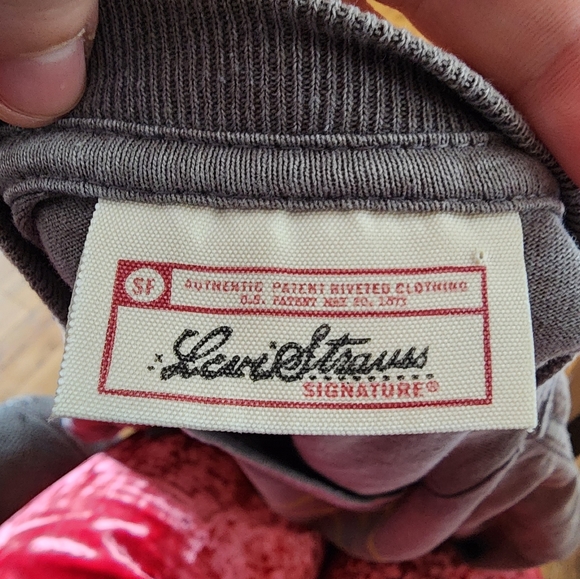 SF
AUTHENTIC PATENT RIVETED CLOTHING
U.S. PATENT MAY 20, 1873
Levi Strauss
SIGNATURE®